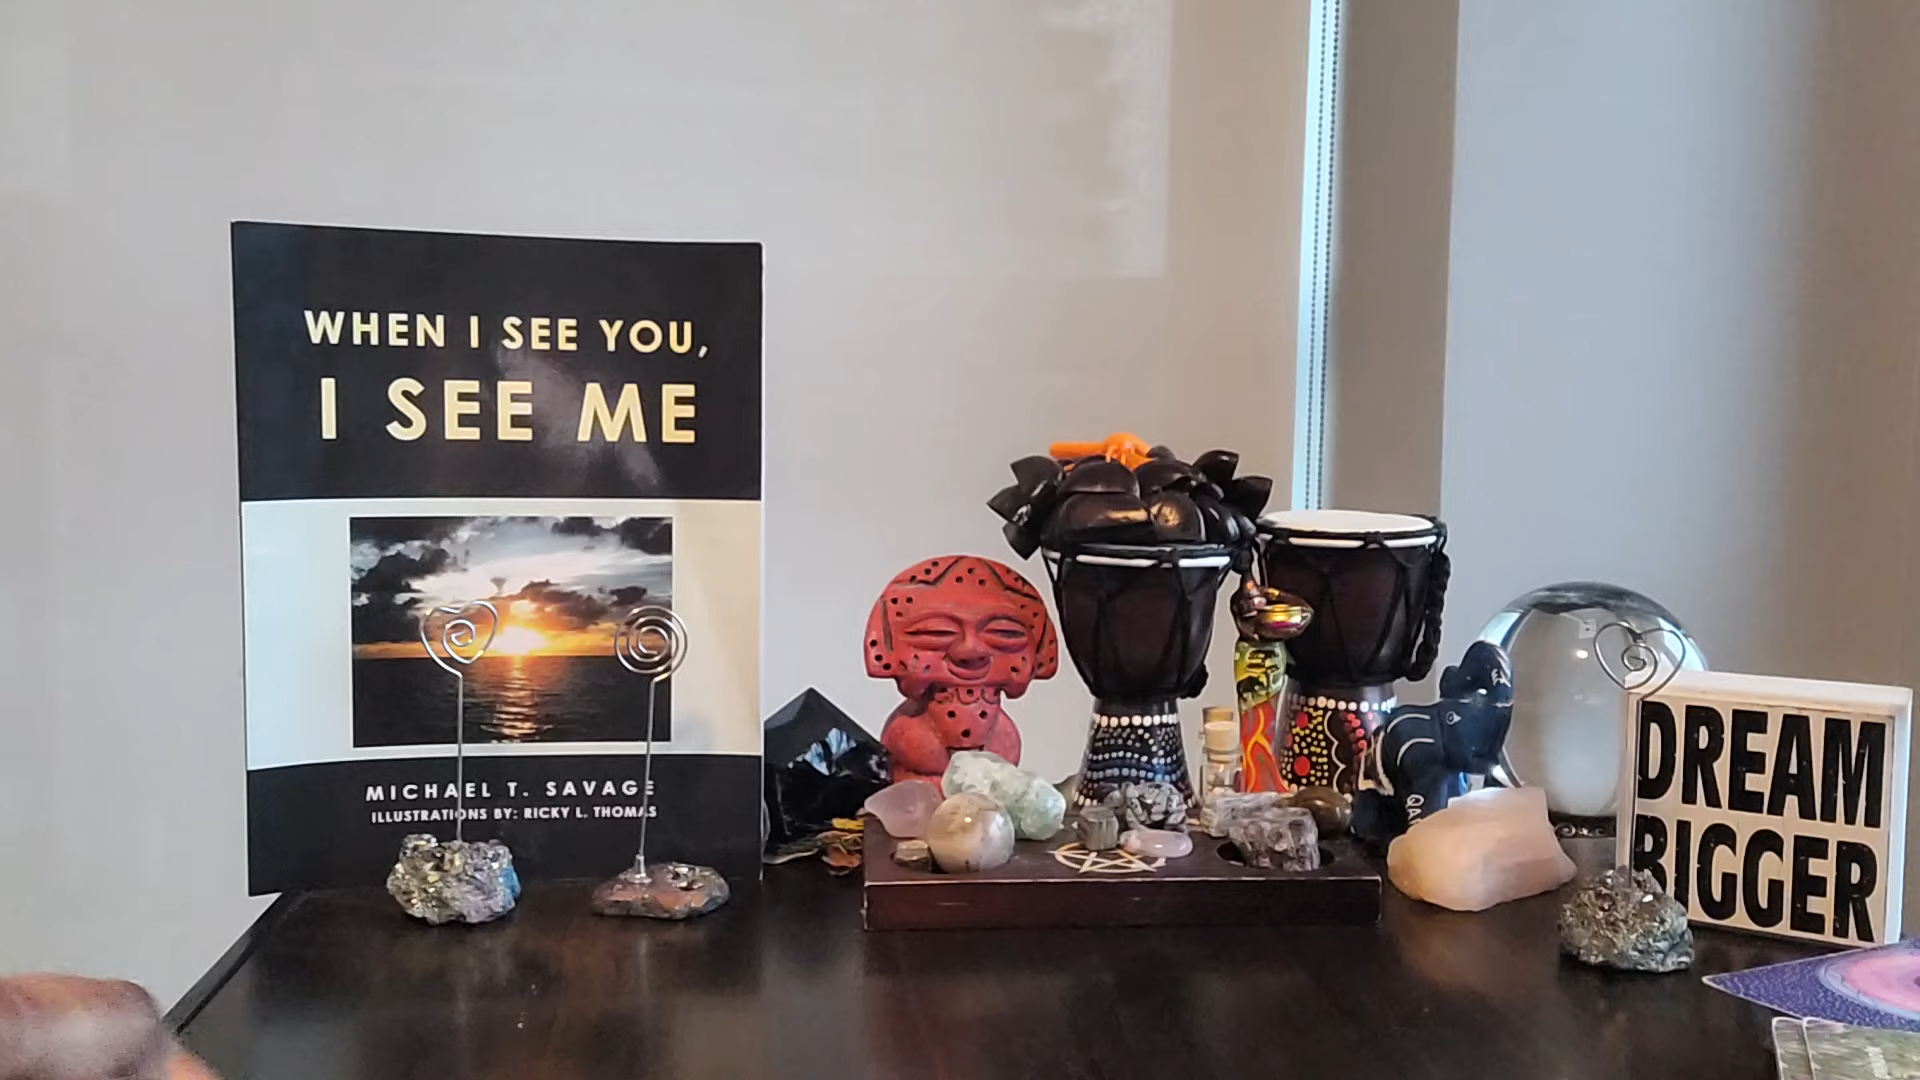 WHEN I SEE YOU,
I SEE ME
MICHAEL T. SAVAGE
ILLUSTRATIONS BY: RICKY L. THOMAS
DREAM
BIGGER